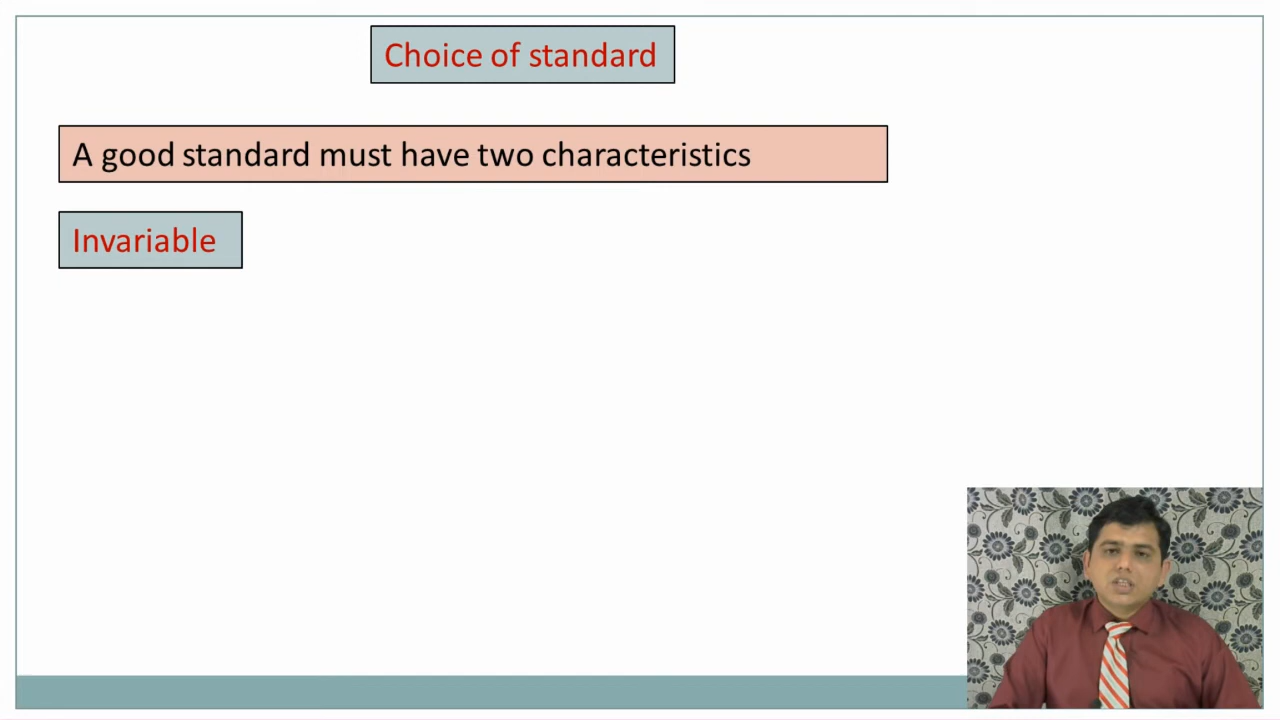 Choice of standard
A good standard must have two characteristics
Invariable